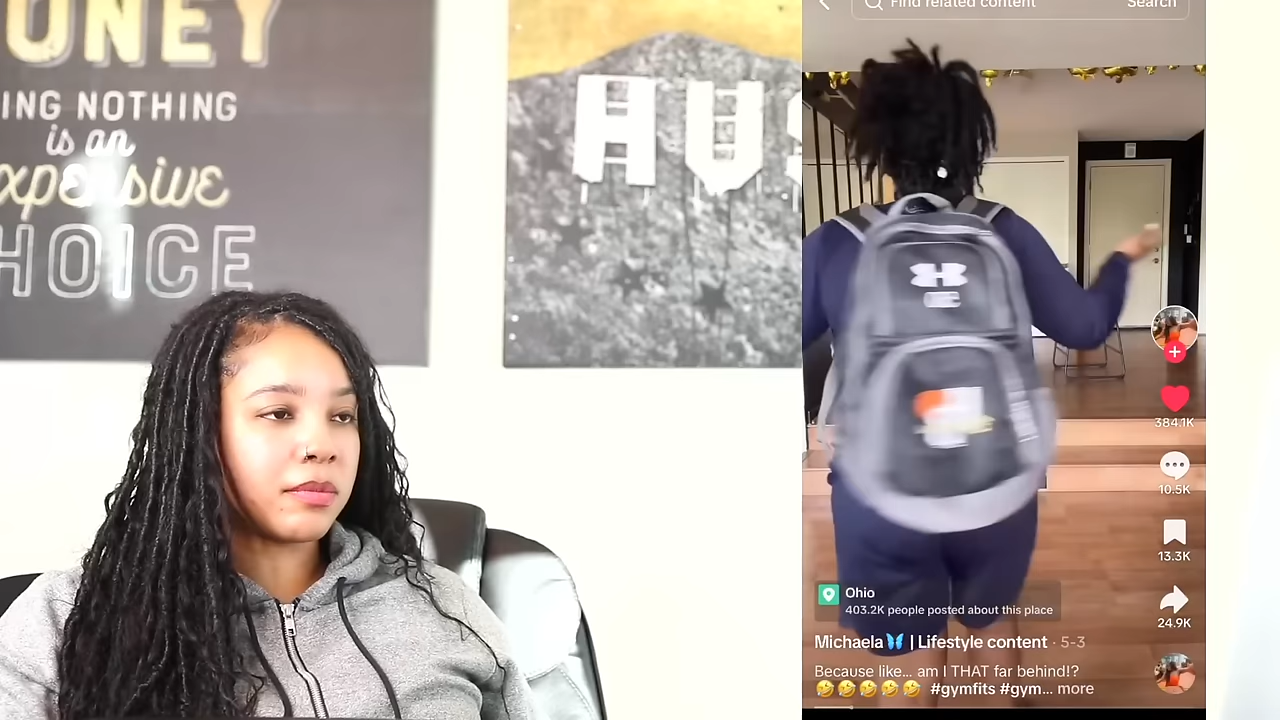 ONEY
ING NOTHING
is an
xpensive
HOICE
HUS
Find related content
Search
384.1K
10.5K
13.3K
24.9K
Ohio
403.2K people posted about this place
Michaela🦋 | Lifestyle content · 5-3
Because like... am I THAT far behind!?
🤣🤣🤣🤣🤣 #gymfits #gym... more